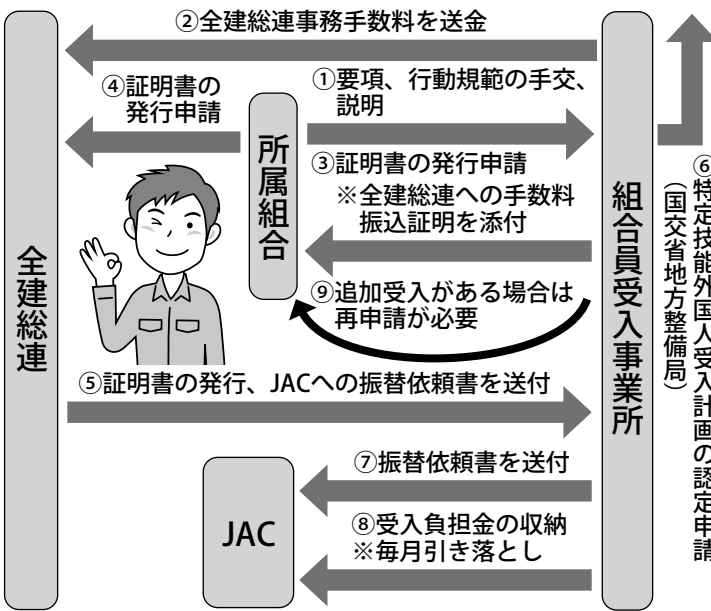 ②全建総連事務手数料を送金
④証明書の
発行申請
①要項、行動規範の手交、
説明
所属組合
③証明書の発行申請
※全建総連への手数料
振込証明を添付
⑨追加受入がある場合は
再申請が必要
全建総連
組合員受入事業所
⑥特定技能外国人受入計画の認定申請
(国交省地方整備局)
⑤証明書の発行、JACへの振替依頼書を送付
⑦振替依頼書を送付
JAC
⑧受入負担金の収納
※毎月引き落とし